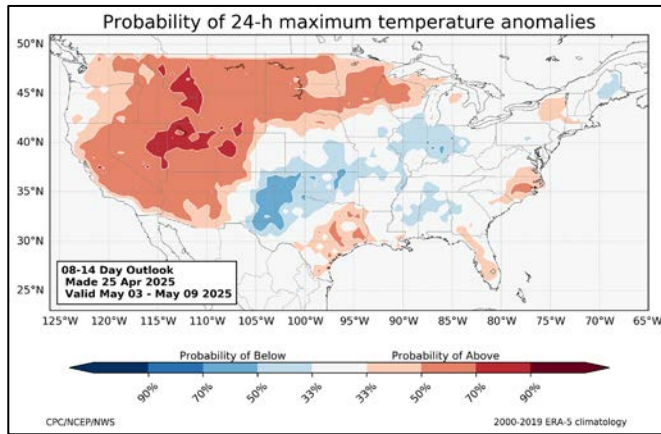 Probability of 24-h maximum temperature anomalies
50°N
45°N
40°N
35°N
30°N
25°N
08-14 Day Outlook
Made 25 Apr 2025
Valid May 03 - May 09 2025
125°W 120°W 115°W 110°W 105°W 100°W 95°W 90°W 85°W 80°W 75°W 70°W 65°W
Probability of Below Probability of Above
90% 70% 50% 33% 33% 50% 70% 90%
CPC/NCEP/NWS 2000-2019 ERA-5 climatology